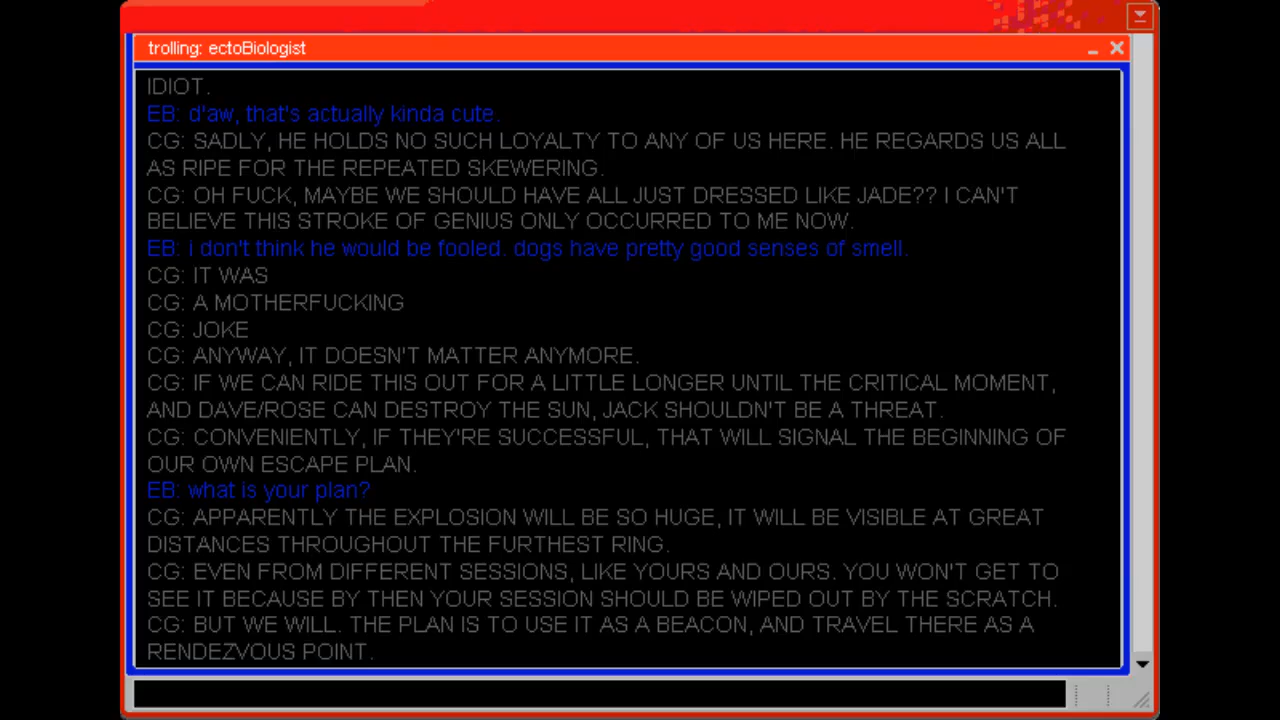 trolling: ectoBiologist
IDIOT.
EB: d'aw, that's actually kinda cute.
CG: SADLY, HE HOLDS NO SUCH LOYALTY TO ANY OF US HERE. HE REGARDS US ALL
AS RIPE FOR THE REPEATED SKEWERING.
CG: OH FUCK, MAYBE WE SHOULD HAVE ALL JUST DRESSED LIKE JADE?? I CAN'T
BELIEVE THIS STROKE OF GENIUS ONLY OCCURRED TO ME NOW.
EB: i don't think he would be fooled. dogs have pretty good senses of smell.
CG: IT WAS
CG: A MOTHERFUCKING
CG: JOKE
CG: ANYWAY, IT DOESN'T MATTER ANYMORE.
CG: IF WE CAN RIDE THIS OUT FOR A LITTLE LONGER UNTIL THE CRITICAL MOMENT,
AND DAVE/ROSE CAN DESTROY THE SUN, JACK SHOULDN'T BE A THREAT.
CG: CONVENIENTLY, IF THEY'RE SUCCESSFUL, THAT WILL SIGNAL THE BEGINNING OF
OUR OWN ESCAPE PLAN.
EB: what is your plan?
CG: APPARENTLY THE EXPLOSION WILL BE SO HUGE, IT WILL BE VISIBLE AT GREAT
DISTANCES THROUGHOUT THE FURTHEST RING.
CG: EVEN FROM DIFFERENT SESSIONS, LIKE YOURS AND OURS. YOU WON'T GET TO
SEE IT BECAUSE BY THEN YOUR SESSION SHOULD BE WIPED OUT BY THE SCRATCH.
CG: BUT WE WILL. THE PLAN IS TO USE IT AS A BEACON, AND TRAVEL THERE AS A
RENDEZVOUS POINT.